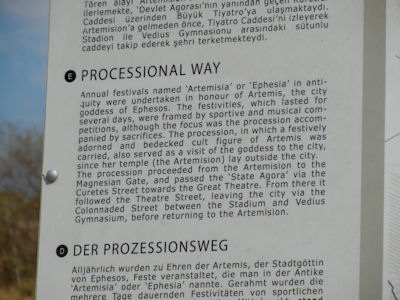 Tören alayı Artemision'dan
ilerlemekte, 'Devlet Agorası'nın yanından geçen
Caddesi üzerinden Büyük Tiyatro'ya ulaşmaktaydı.
Artemision'a gelmeden önce, Tiyatro Caddesi'ni izleyerek
Stadion ile Vedius Gymnasionu arasındaki sütunlu
caddeyi takip ederek şehri terketmekteydi.
E PROCESSIONAL WAY
Annual festivals named 'Artemisia' or 'Ephesia' in anti-
quity were undertaken in honour of Artemis, the city
goddess of Ephesos. The festivities, which lasted for
several days, were framed by sportive and musical com-
petitions, although the focus was the procession accom-
panied by sacrifices. The procession, in which a festively
adorned and bedecked cult figure of Artemis was
carried, also served as a visit of the goddess to the city,
since her temple (the Artemision) lay outside the city.
The procession proceeded from the Artemision to the
Magnesian Gate, and passed the 'State Agora' via the
Curetes Street towards the Great Theatre. From there it
followed the Theatre Street, leaving the city via the
Colonnaded Street between the Stadium and Vedius
Gymnasium, before returning to the Artemision.
D DER PROZESSIONSWEG
Alljährlich wurden zu Ehren der Artemis, der Stadtgöttin
von Ephesos, Feste veranstaltet, die man in der Antike
'Artemisia' oder 'Ephesia' nannte. Gerahmt wurden die
mehrere Tage dauernden Festivitäten von sportlichen